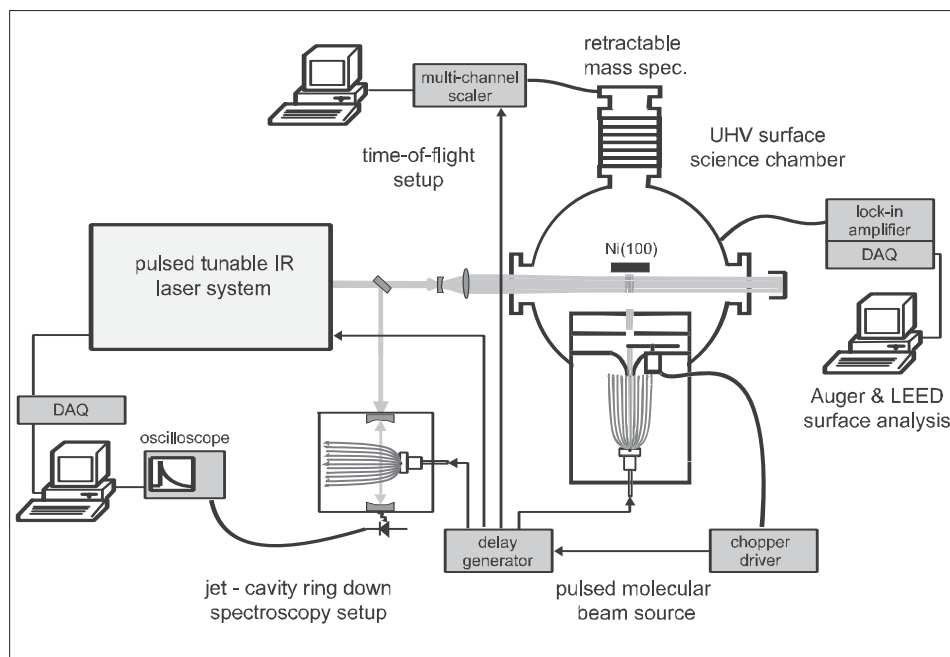 retractable
mass spec.
multi-channel
scaler
UHV surface
science chamber
time-of-flight
setup
lock-in
amplifier
DAQ
Ni(100)
pulsed tunable IR
laser system
Auger & LEED
surface analysis
DAQ
oscilloscope
delay
generator
chopper
driver
jet - cavity ring down
spectroscopy setup
pulsed molecular
beam source